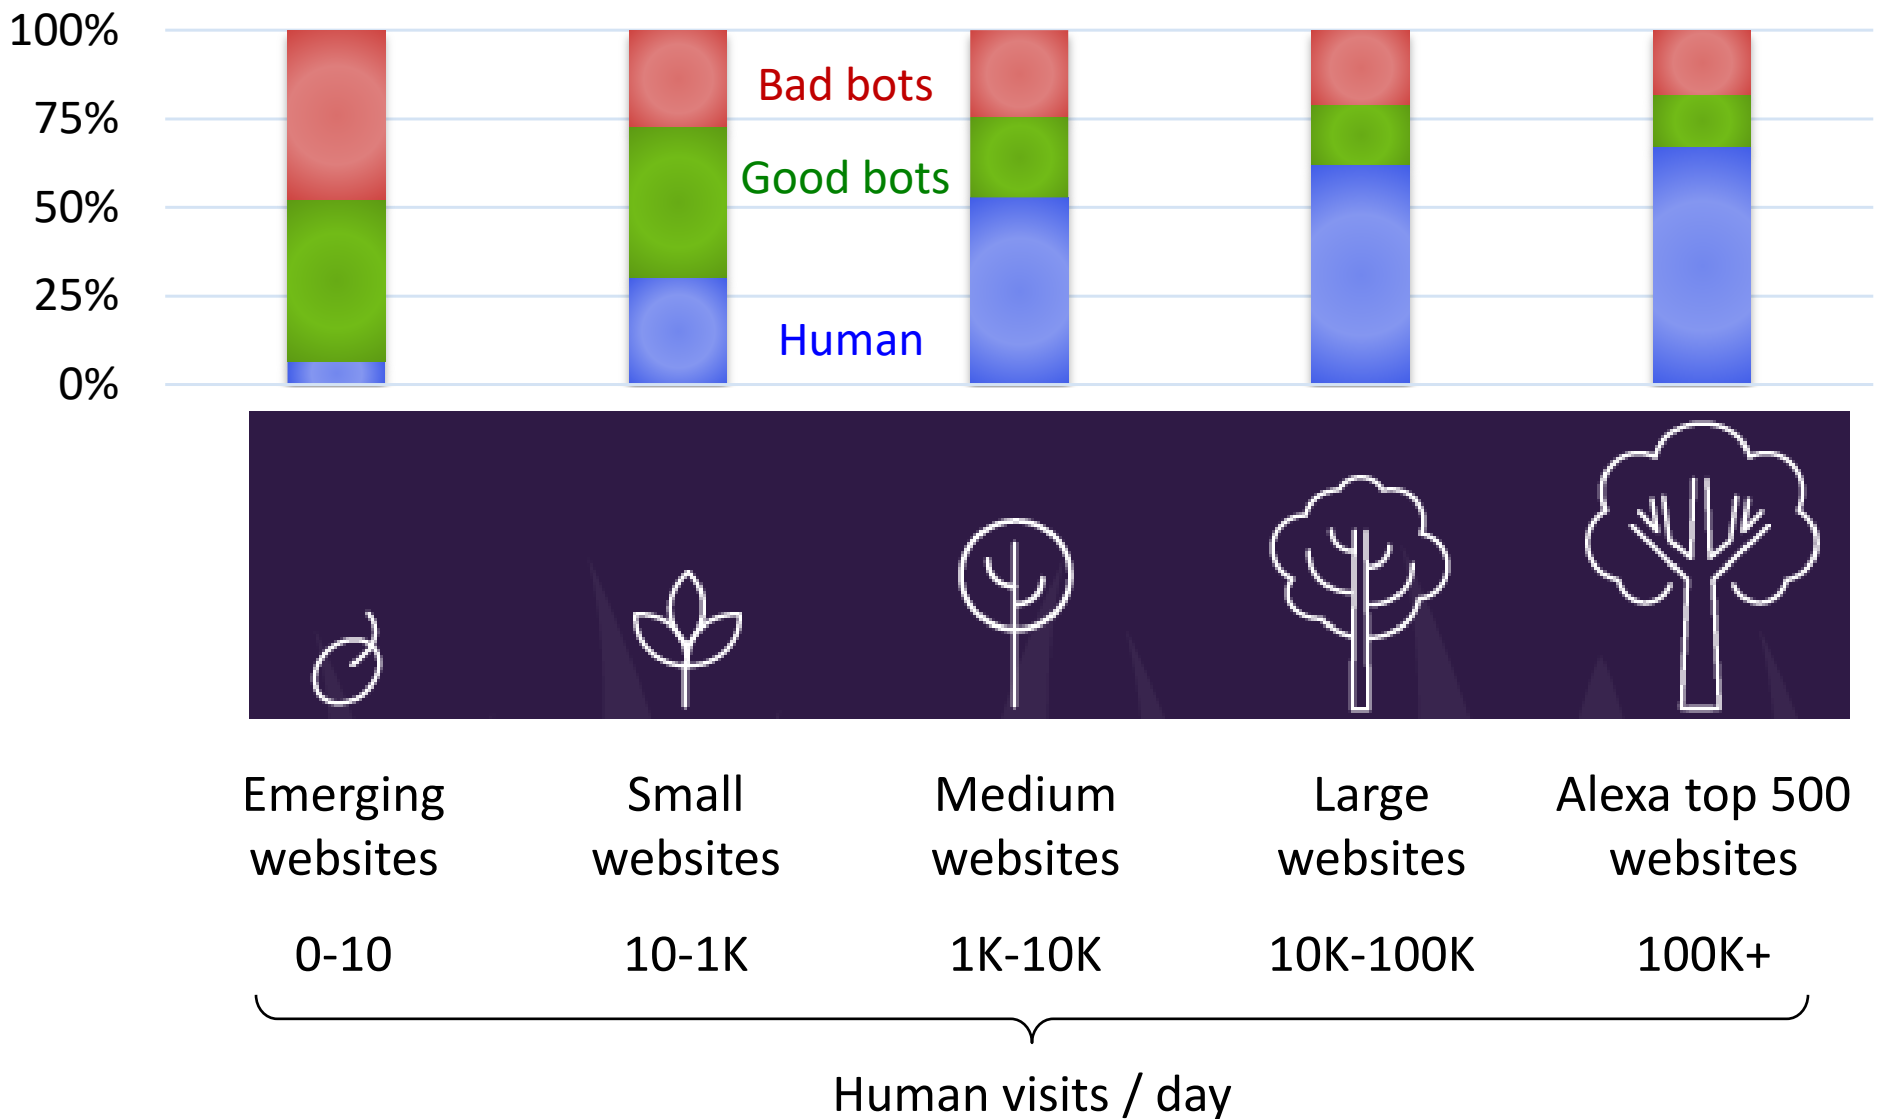 100%
75%
50%
25%
0%
Bad bots
Good bots
Human
Emerging
websites
Small
websites
Medium
websites
Large
websites
Alexa top 500
websites
0-10
10-1K
1K-10K
10K-100K
100K+
Human visits / day